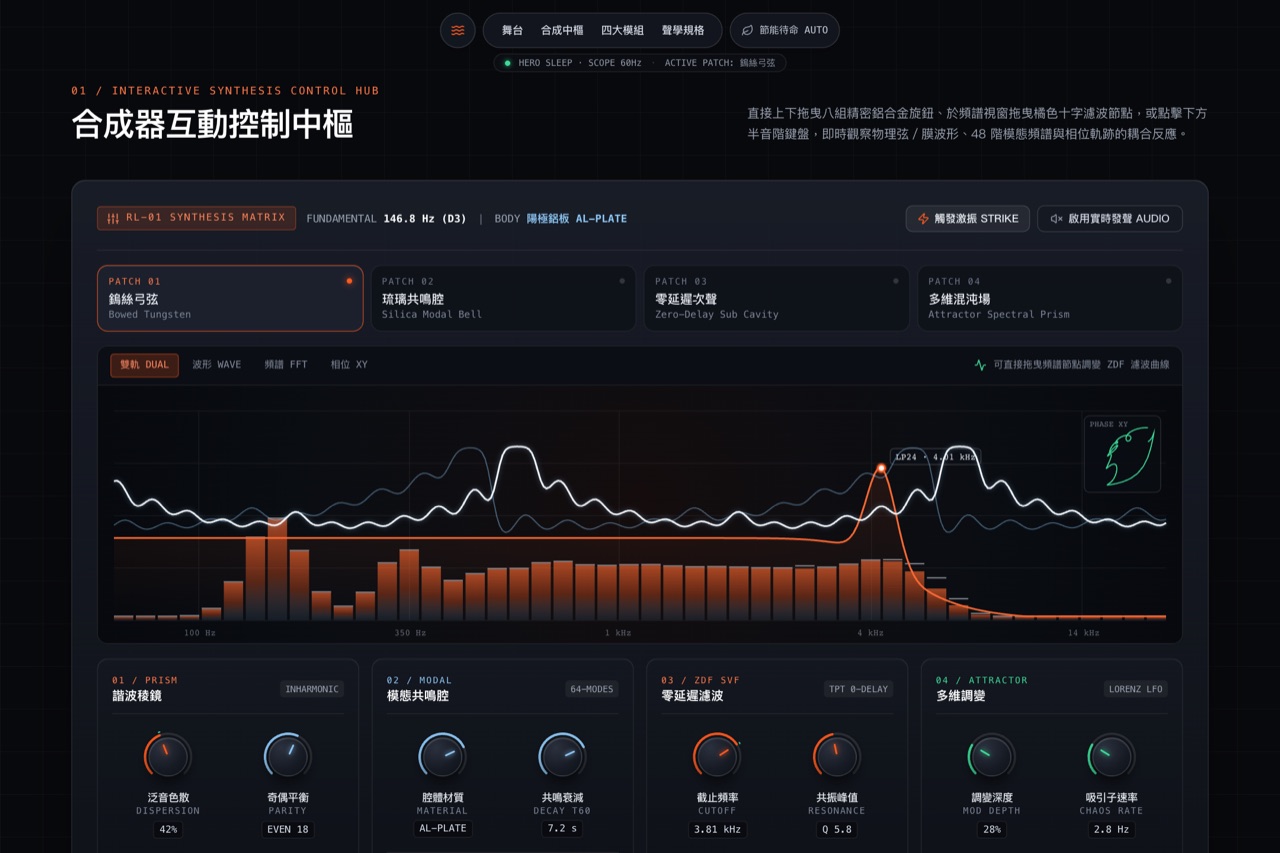 舞台 合成中樞 四大模組 聲學規格 節能待命 AUTO
HERO SLEEP · SCOPE 60Hz · ACTIVE PATCH: 鎢絲弓弦
01 / INTERACTIVE SYNTHESIS CONTROL HUB
合成器互動控制中樞
直接上下拖曳八組精密鋁合金旋鈕、於頻譜視窗拖曳橘色十字濾波節點，或點擊下方
半音階鍵盤，即時觀察物理弦 / 膜波形、48 階模態頻譜與相位軌跡的耦合反應。
RL-01 SYNTHESIS MATRIX FUNDAMENTAL 146.8 Hz (D3) | BODY 陽極鋁板 AL-PLATE 觸發激振 STRIKE 啟用實時發聲 AUDIO
PATCH 01
鎢絲弓弦
Bowed Tungsten
PATCH 02
琉璃共鳴腔
Silica Modal Bell
PATCH 03
零延遲次聲
Zero-Delay Sub Cavity
PATCH 04
多維混沌場
Attractor Spectral Prism
雙軌 DUAL 波形 WAVE 頻譜 FFT 相位 XY 可直接拖曳頻譜節點調變 ZDF 濾波曲線
PHASE XY
LP24 · 4.01 kHz
100 Hz 350 Hz 1 kHz 4 kHz 14 kHz
01 / PRISM
諧波稜鏡
INHARMONIC
泛音色散
DISPERSION
42%
奇偶平衡
PARITY
EVEN 18
02 / MODAL
模態共鳴腔
64-MODES
腔體材質
MATERIAL
AL-PLATE
共鳴衰減
DECAY T60
7.2 s
03 / ZDF SVF
零延遲濾波
TPT 0-DELAY
截止頻率
CUTOFF
3.81 kHz
共振峰值
RESONANCE
Q 5.8
04 / ATTRACTOR
多維調變
LORENZ LFO
調變深度
MOD DEPTH
28%
吸引子速率
CHAOS RATE
2.8 Hz